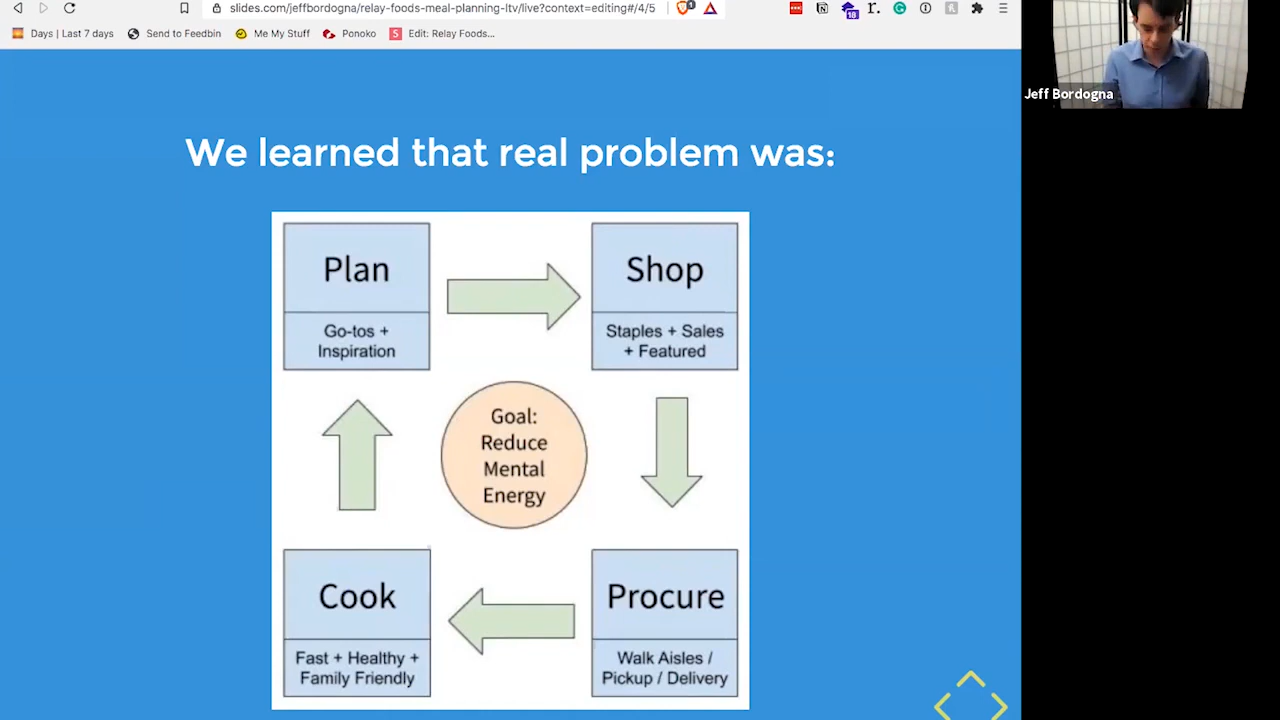 slides.com/jeffbordogna/relay-foods-meal-planning-ltv/live?context=editing#/4/5
1
18
r.
Days | Last 7 days
Send to Feedbin
Me My Stuff
Ponoko
S
Edit: Relay Foods...
Jeff Bordogna
We learned that real problem was:
Plan
Go-tos +
Inspiration
Shop
Staples + Sales
+ Featured
Goal:
Reduce
Mental
Energy
Cook
Fast + Healthy +
Family Friendly
Procure
Walk Aisles /
Pickup / Delivery